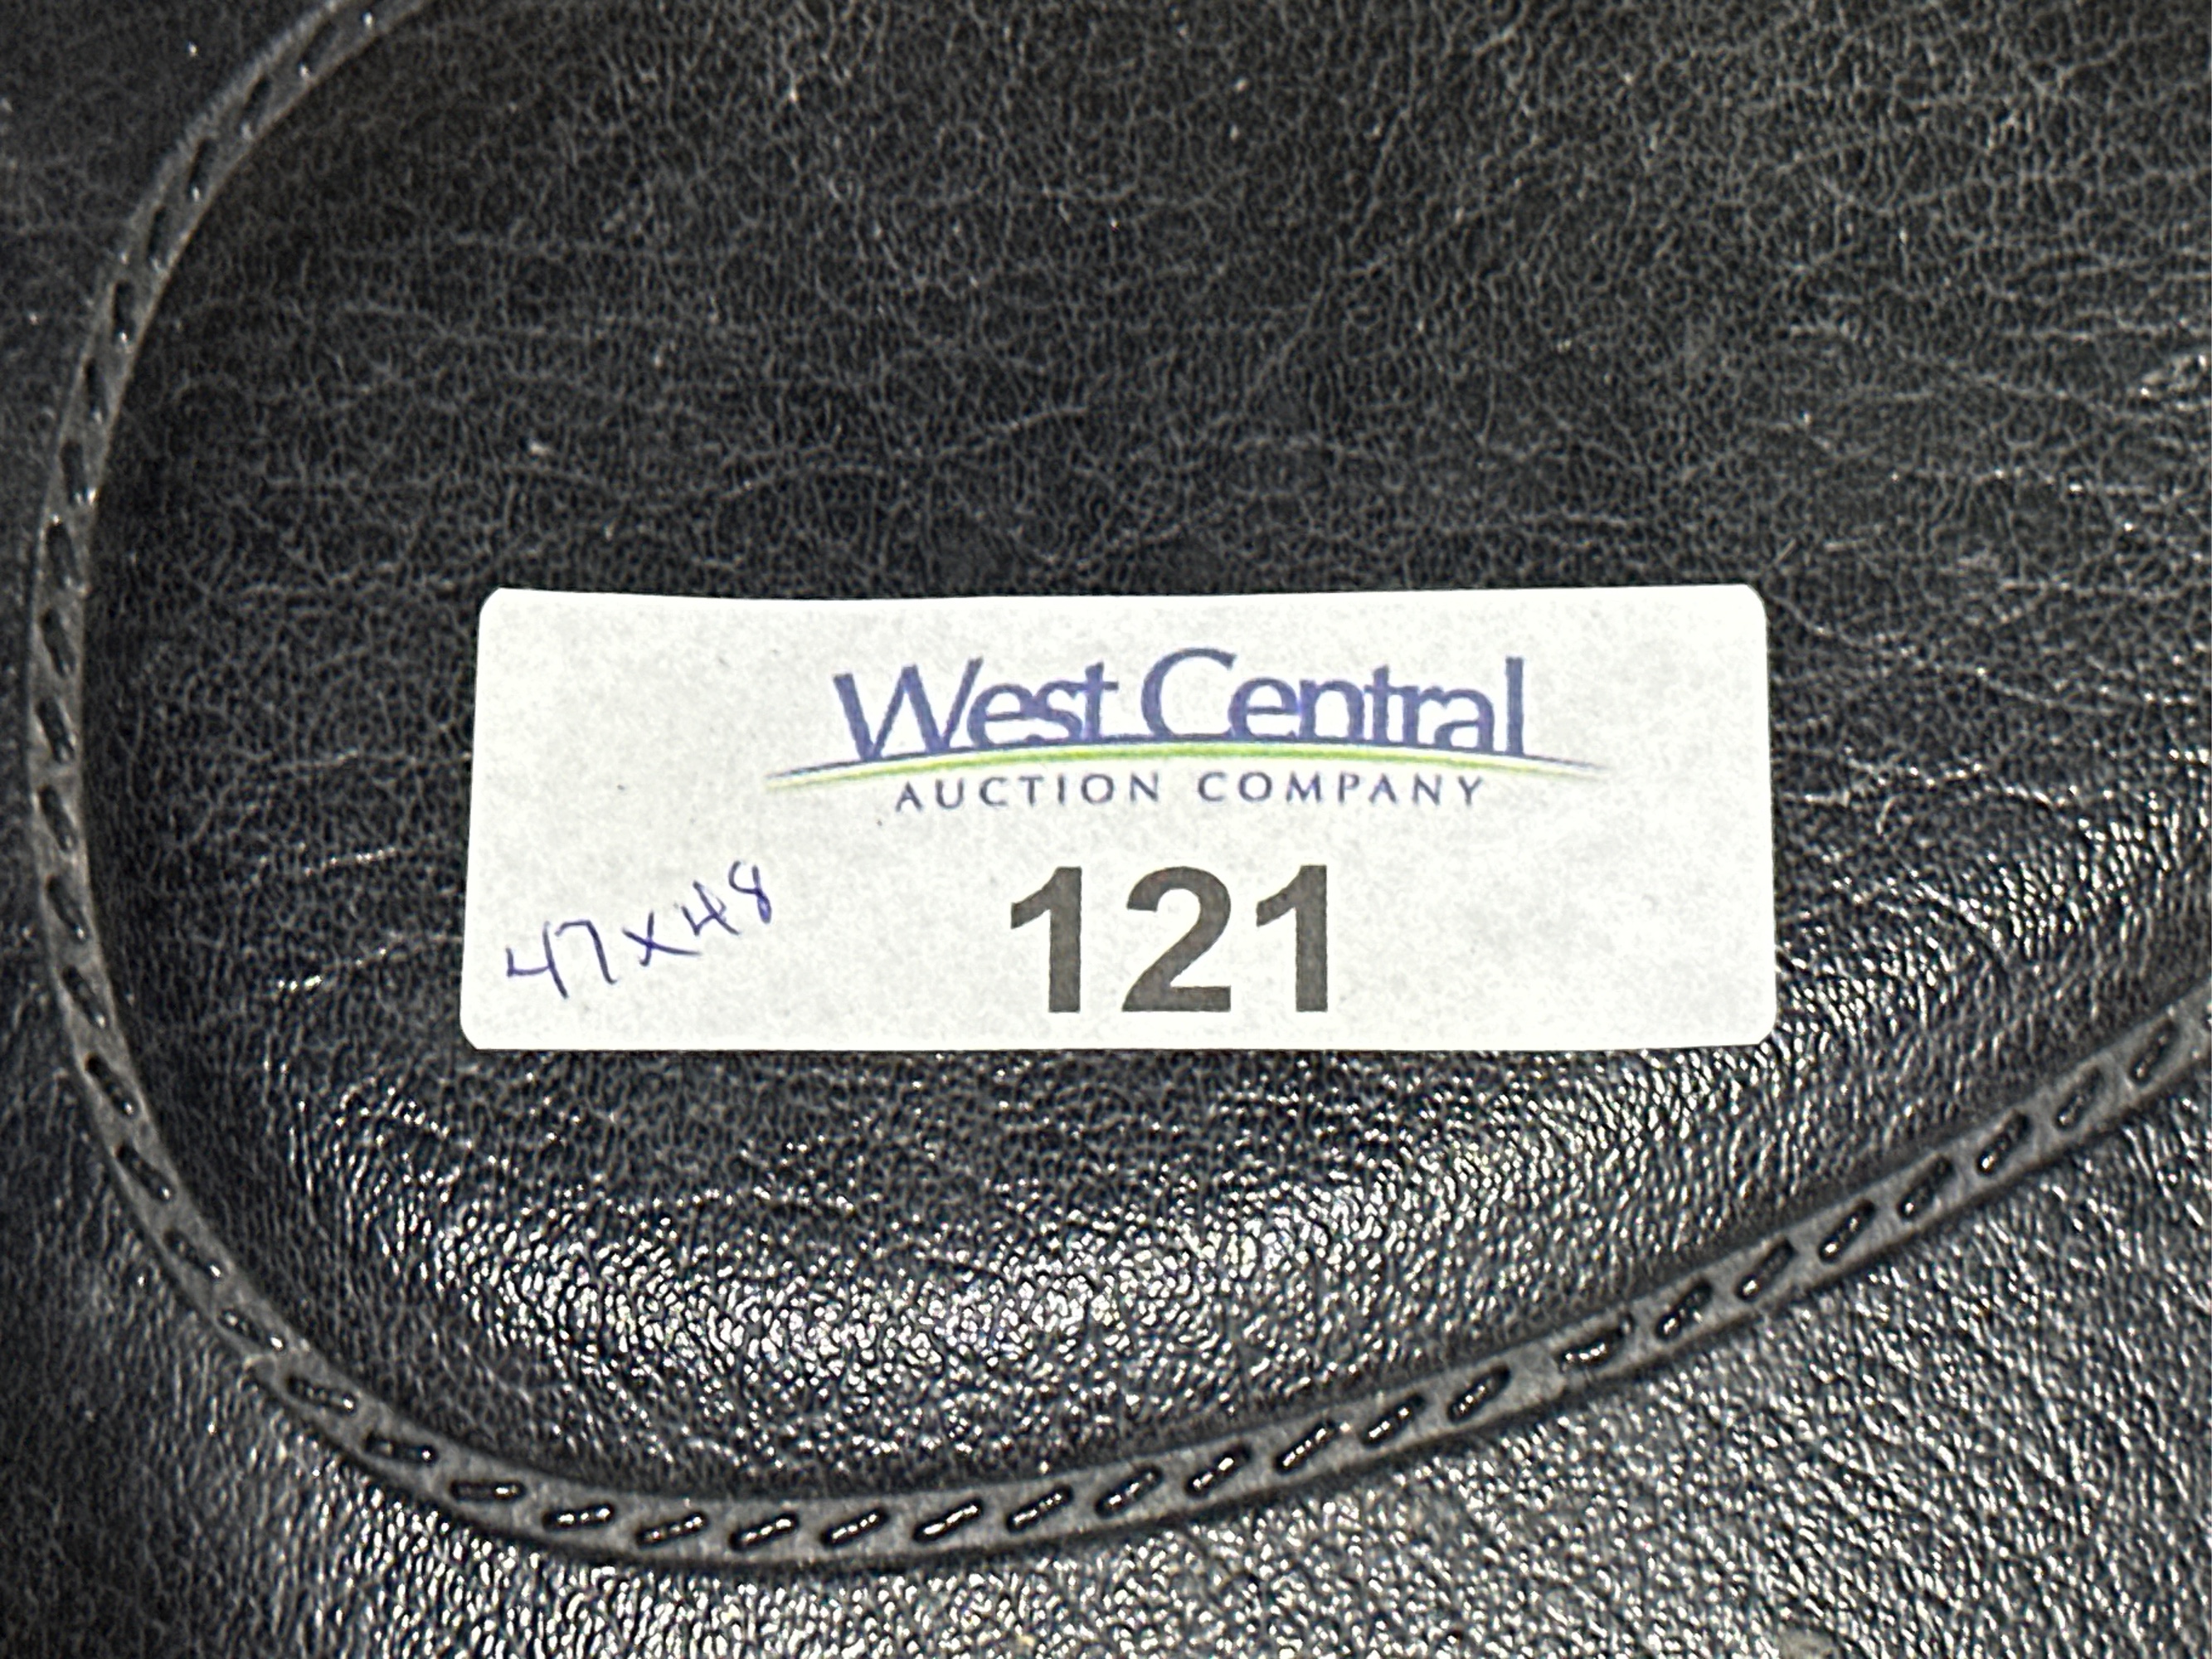 West Central
AUCTION COMPANY
47x48
121